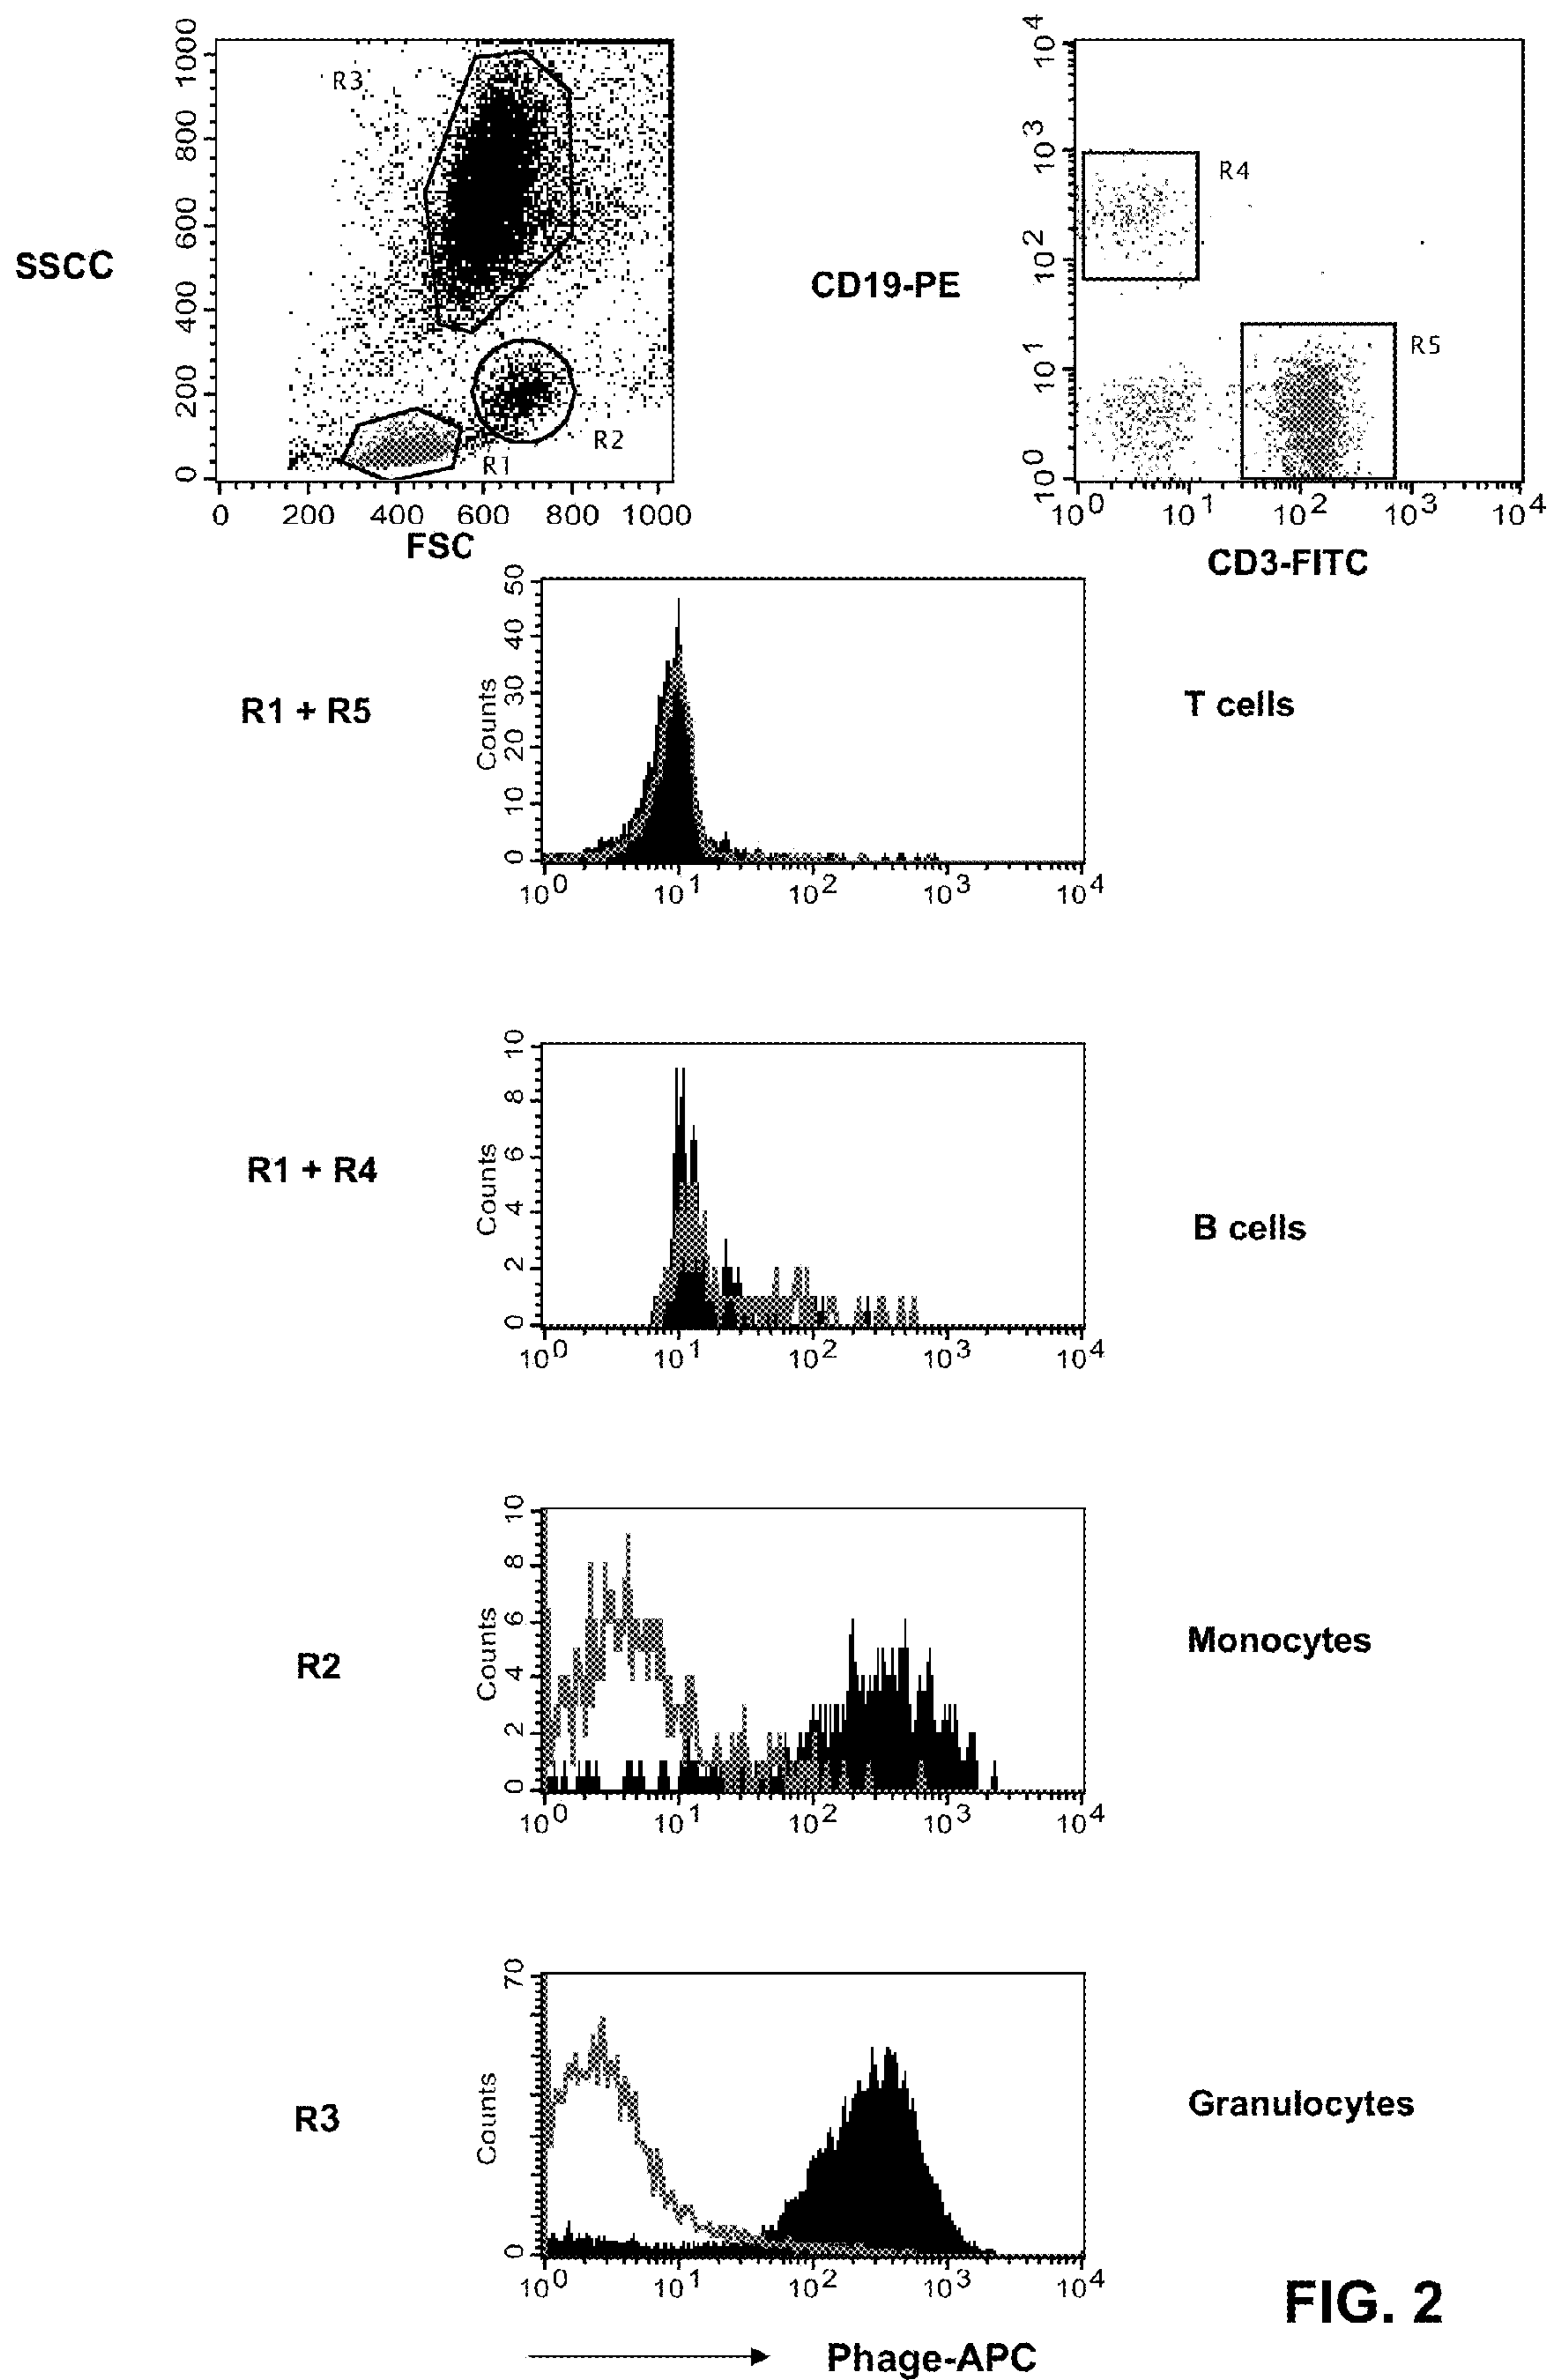 1000
800
600
400
200
0
SSCC
R3
R2
R1
0 200 400 600 800 1000
FSC
10^4
10^3
10^2
10^1
10^0
CD19-PE
R4
R5
10^0 10^1 10^2 10^3 10^4
CD3-FITC
R1 + R5
50
40
30
20
10
0
Counts
10^0 10^1 10^2 10^3 10^4
T cells
R1 + R4
10
8
6
4
2
0
Counts
10^0 10^1 10^2 10^3 10^4
B cells
R2
10
8
6
4
2
0
Counts
10^0 10^1 10^2 10^3 10^4
Monocytes
R3
70
0
Counts
10^0 10^1 10^2 10^3 10^4
Granulocytes
Phage-APC
FIG. 2